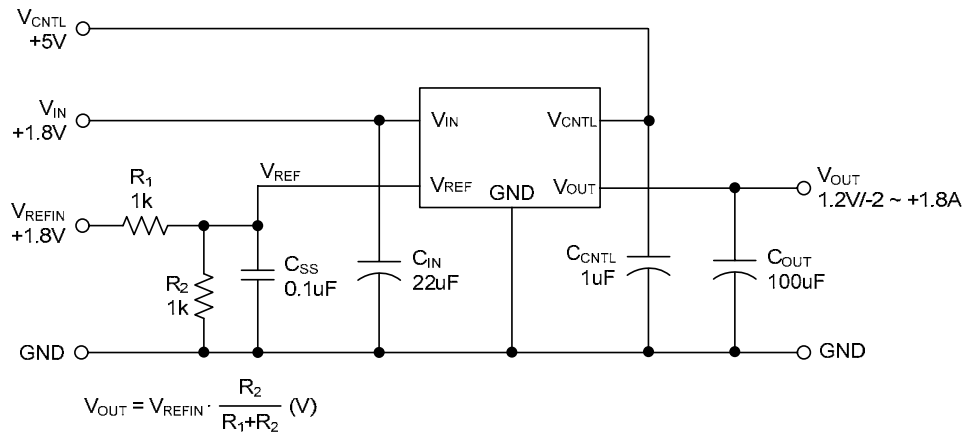 VCNTL
+5V
VIN
+1.8V
VIN
VCNTL
VREF
VREF
GND
VOUT
VOUT
1.2V/-2 ~ +1.8A
R1
1k
VREFIN
+1.8V
R2
1k
CSS
0.1uF
CIN
22uF
CCNTL
1uF
COUT
100uF
GND
GND
VOUT = VREFIN · R2 / R1+R2 (V)